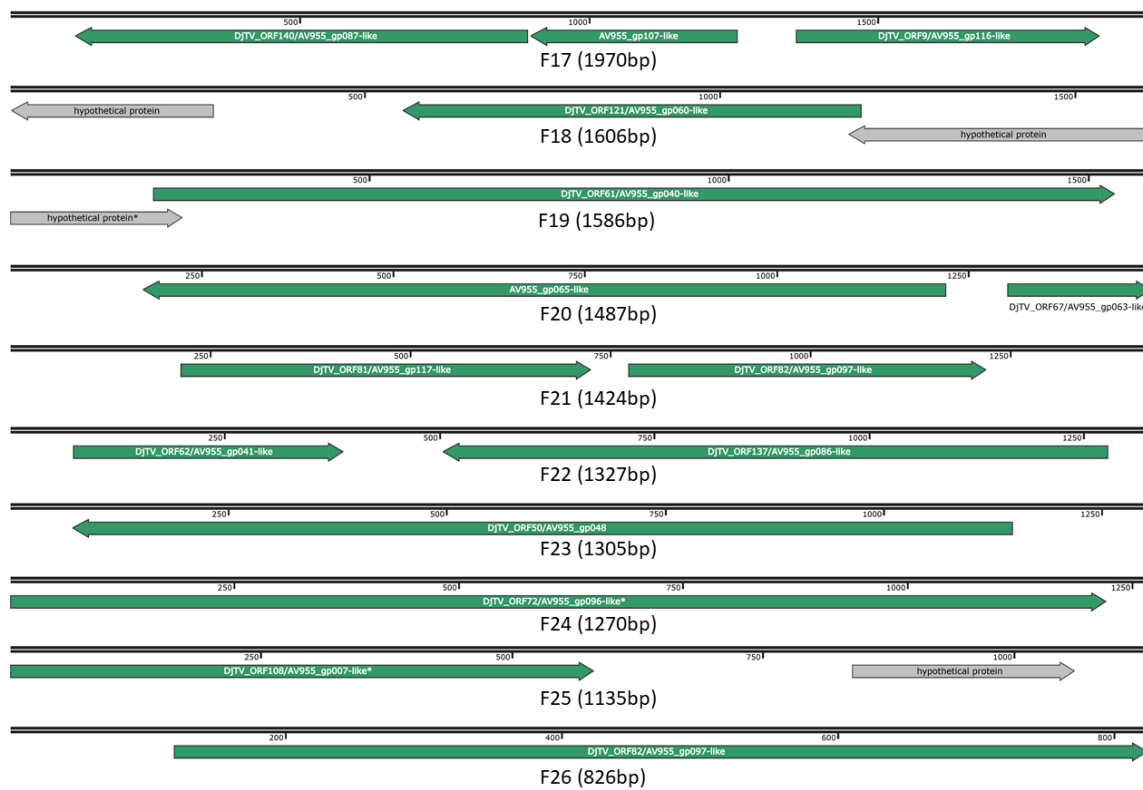 500 1000 1500
DJTV_ORF140/AV955_gp087-like AV955_gp107-like DJTV_ORF9/AV955_gp116-like
F17 (1970bp)
500 1000 1500
hypothetical protein DJTV_ORF121/AV955_gp060-like
F18 (1606bp) hypothetical protein
500 1000 1500
DJTV_ORF61/AV955_gp040-like
hypothetical protein* F19 (1586bp)
250 500 750 1000 1250
AV955_gp065-like
DJTV_ORF67/AV955_gp063-like
F20 (1487bp)
250 500 750 1000 1250
DJTV_ORF81/AV955_gp117-like DJTV_ORF82/AV955_gp097-like
F21 (1424bp)
250 500 750 1000 1250
DJTV_ORF62/AV955_gp041-like DJTV_ORF137/AV955_gp086-like
F22 (1327bp)
250 500 750 1000 1250
DJTV_ORF50/AV955_gp048
F23 (1305bp)
250 500 750 1000 1250
DJTV_ORF72/AV955_gp096-like*
F24 (1270bp)
250 500 750 1000
DJTV_ORF108/AV955_gp007-like* hypothetical protein
F25 (1135bp)
200 400 600 800
DJTV_ORF82/AV955_gp097-like
F26 (826bp)